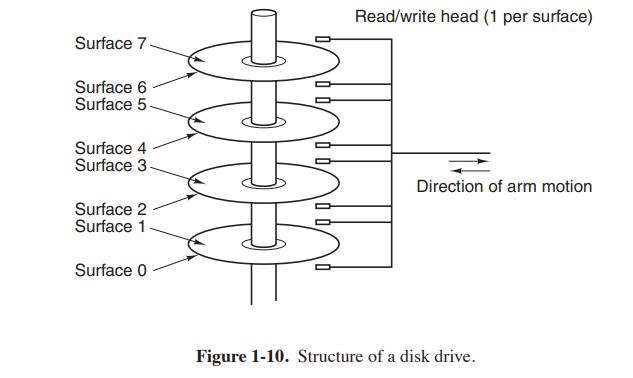 Read/write head (1 per surface)
Surface 7
Surface 6
Surface 5
Surface 4
Surface 3
Direction of arm motion
Surface 2
Surface 1
Surface 0
Figure 1-10. Structure of a disk drive.